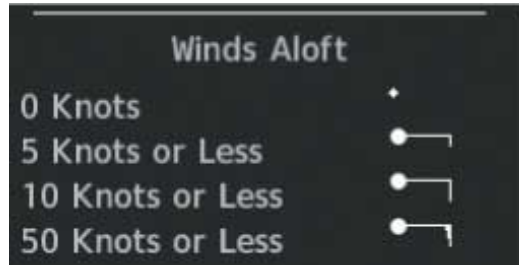 Winds Aloft
0 Knots
5 Knots or Less
10 Knots or Less
50 Knots or Less